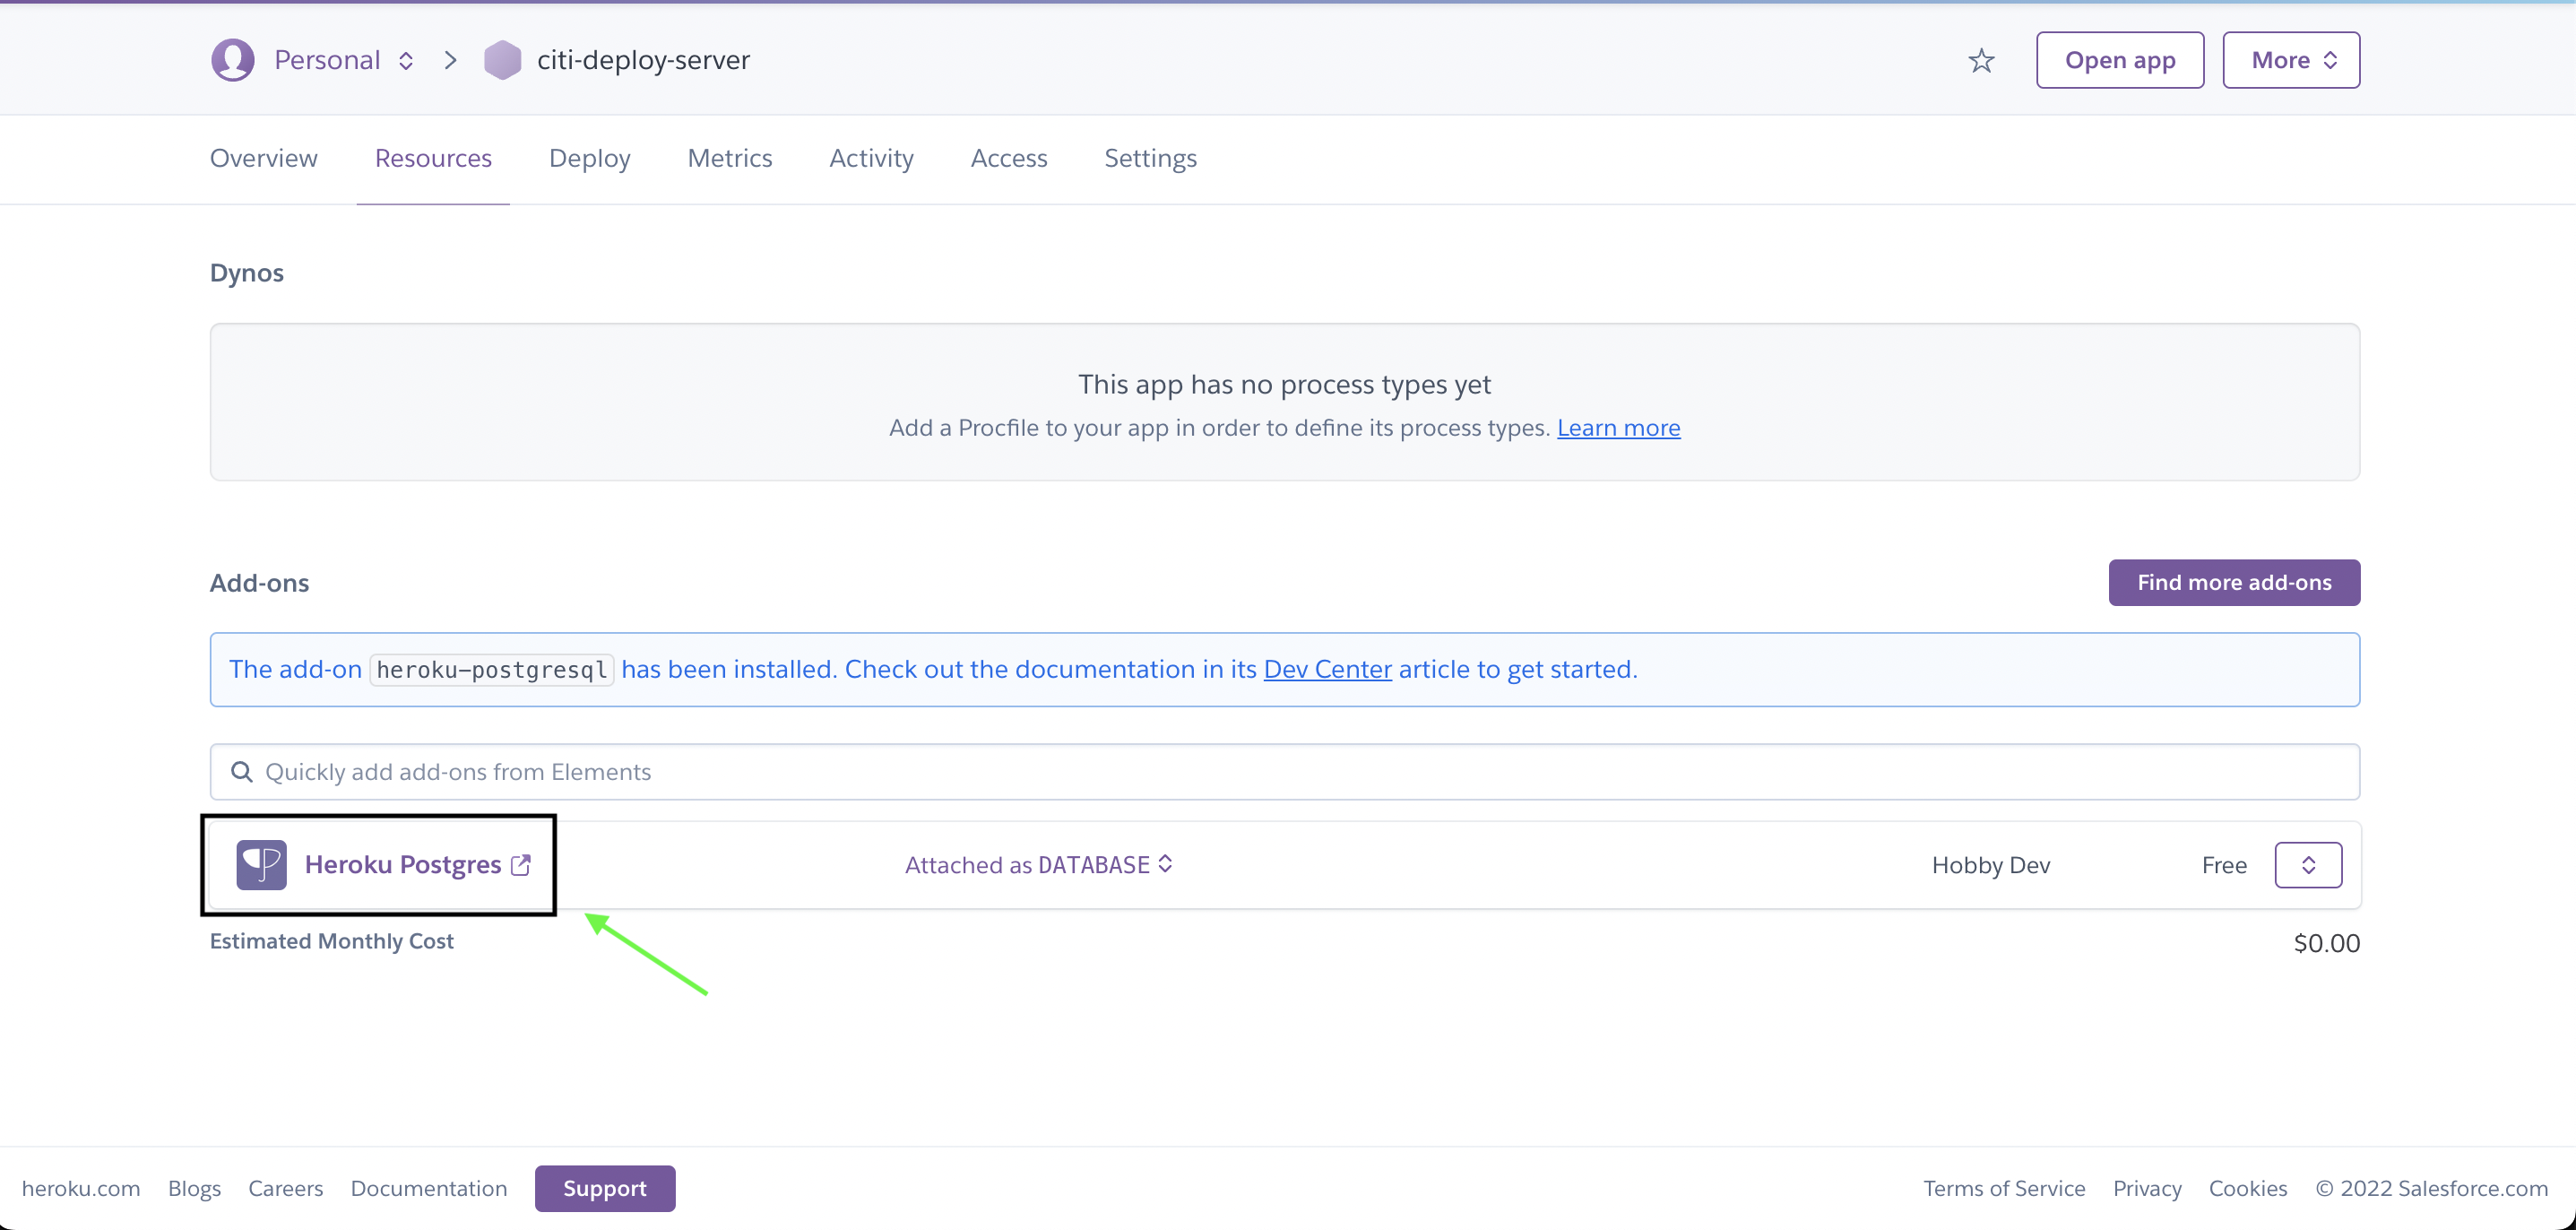 Personal
citi-deploy-server
Open app
More
Overview
Resources
Deploy
Metrics
Activity
Access
Settings
Dynos
This app has no process types yet
Add a Procfile to your app in order to define its process types. Learn more
Add-ons
Find more add-ons
The add-on heroku-postgresql has been installed. Check out the documentation in its Dev Center article to get started.
Quickly add add-ons from Elements
Heroku Postgres
Attached as DATABASE
Hobby Dev
Free
Estimated Monthly Cost
$0.00
heroku.com
Blogs
Careers
Documentation
Support
Terms of Service
Privacy
Cookies
© 2022 Salesforce.com